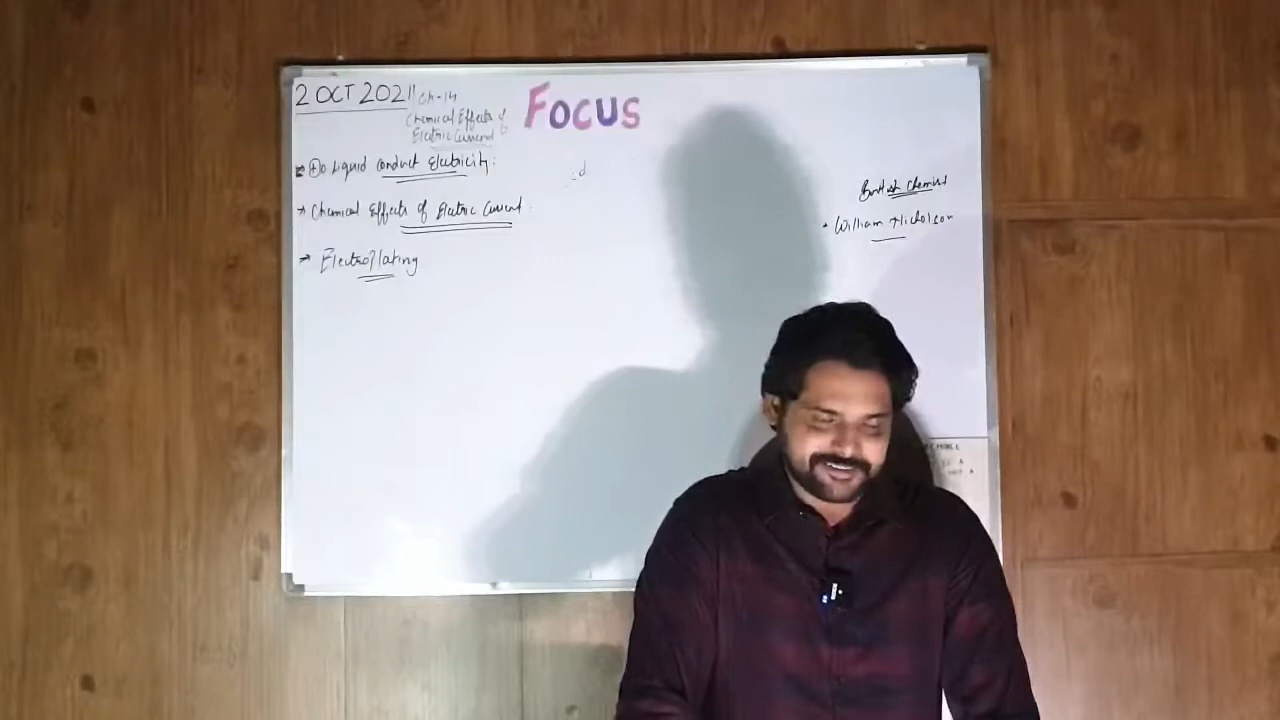 2 OCT 2021
Ch-14
Chemical Effects of
Electric Current
FOCUS
Do Liquid conduct Electricity:
→ Chemical Effects of Electric Current:
d
→ ElectroPlating
British Chemist
• William Nicholson